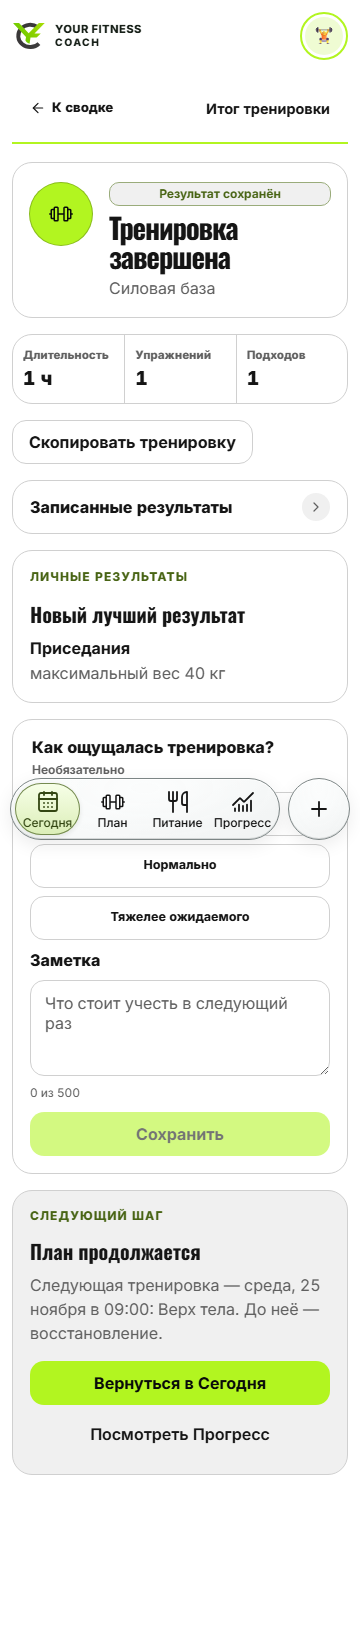 YOUR FITNESS
COACH
К сводке
Итог тренировки
Результат сохранён
Тренировка
завершена
Силовая база
Длительность
1 ч
Упражнений
1
Подходов
1
Скопировать тренировку
Записанные результаты
ЛИЧНЫЕ РЕЗУЛЬТАТЫ
Новый лучший результат
Приседания
максимальный вес 40 кг
Как ощущалась тренировка?
Необязательно
Сегодня
План
Питание
Прогресс
Нормально
Тяжелее ожидаемого
Заметка
Что стоит учесть в следующий
раз
0 из 500
Сохранить
СЛЕДУЮЩИЙ ШАГ
План продолжается
Следующая тренировка — среда, 25
ноября в 09:00: Верх тела. До неё —
восстановление.
Вернуться в Сегодня
Посмотреть Прогресс